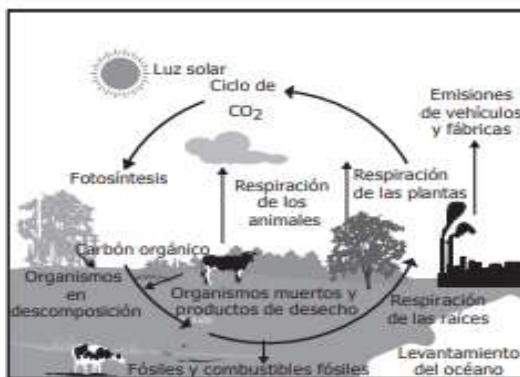 Luz solar
Ciclo de
CO2
Emisiones
de vehículos
y fábricas
Fotosíntesis
Respiración
de los
animales
Respiración
de las plantas
Carbón orgánico
Organismos
en
descomposición
Organismos muertos y
productos de desecho
Respiración
de las raíces
Fósiles y combustibles fósiles
Levantamiento
del océano